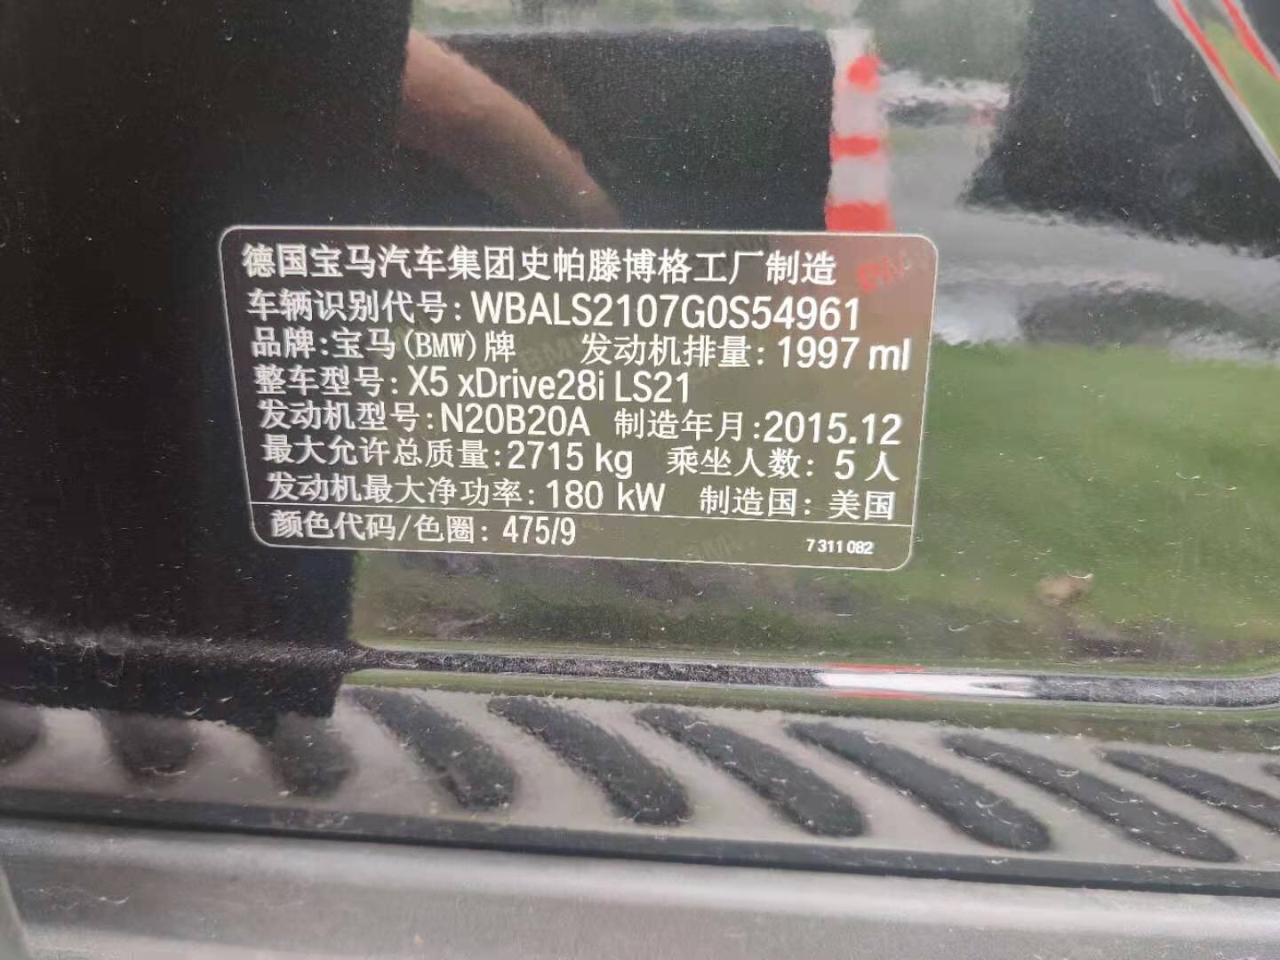 德国宝马汽车集团史帕滕博格工厂制造
车辆识别代号: WBALS2107G0S54961
品牌:宝马(BMW)牌 发动机排量: 1997 ml
整车型号: X5 xDrive28i LS21
发动机型号: N20B20A 制造年月:2015.12
最大允许总质量: 2715 kg 乘坐人数: 5 人
发动机最大净功率: 180 kW 制造国: 美国
颜色代码/色圈: 475/9
7 311 082